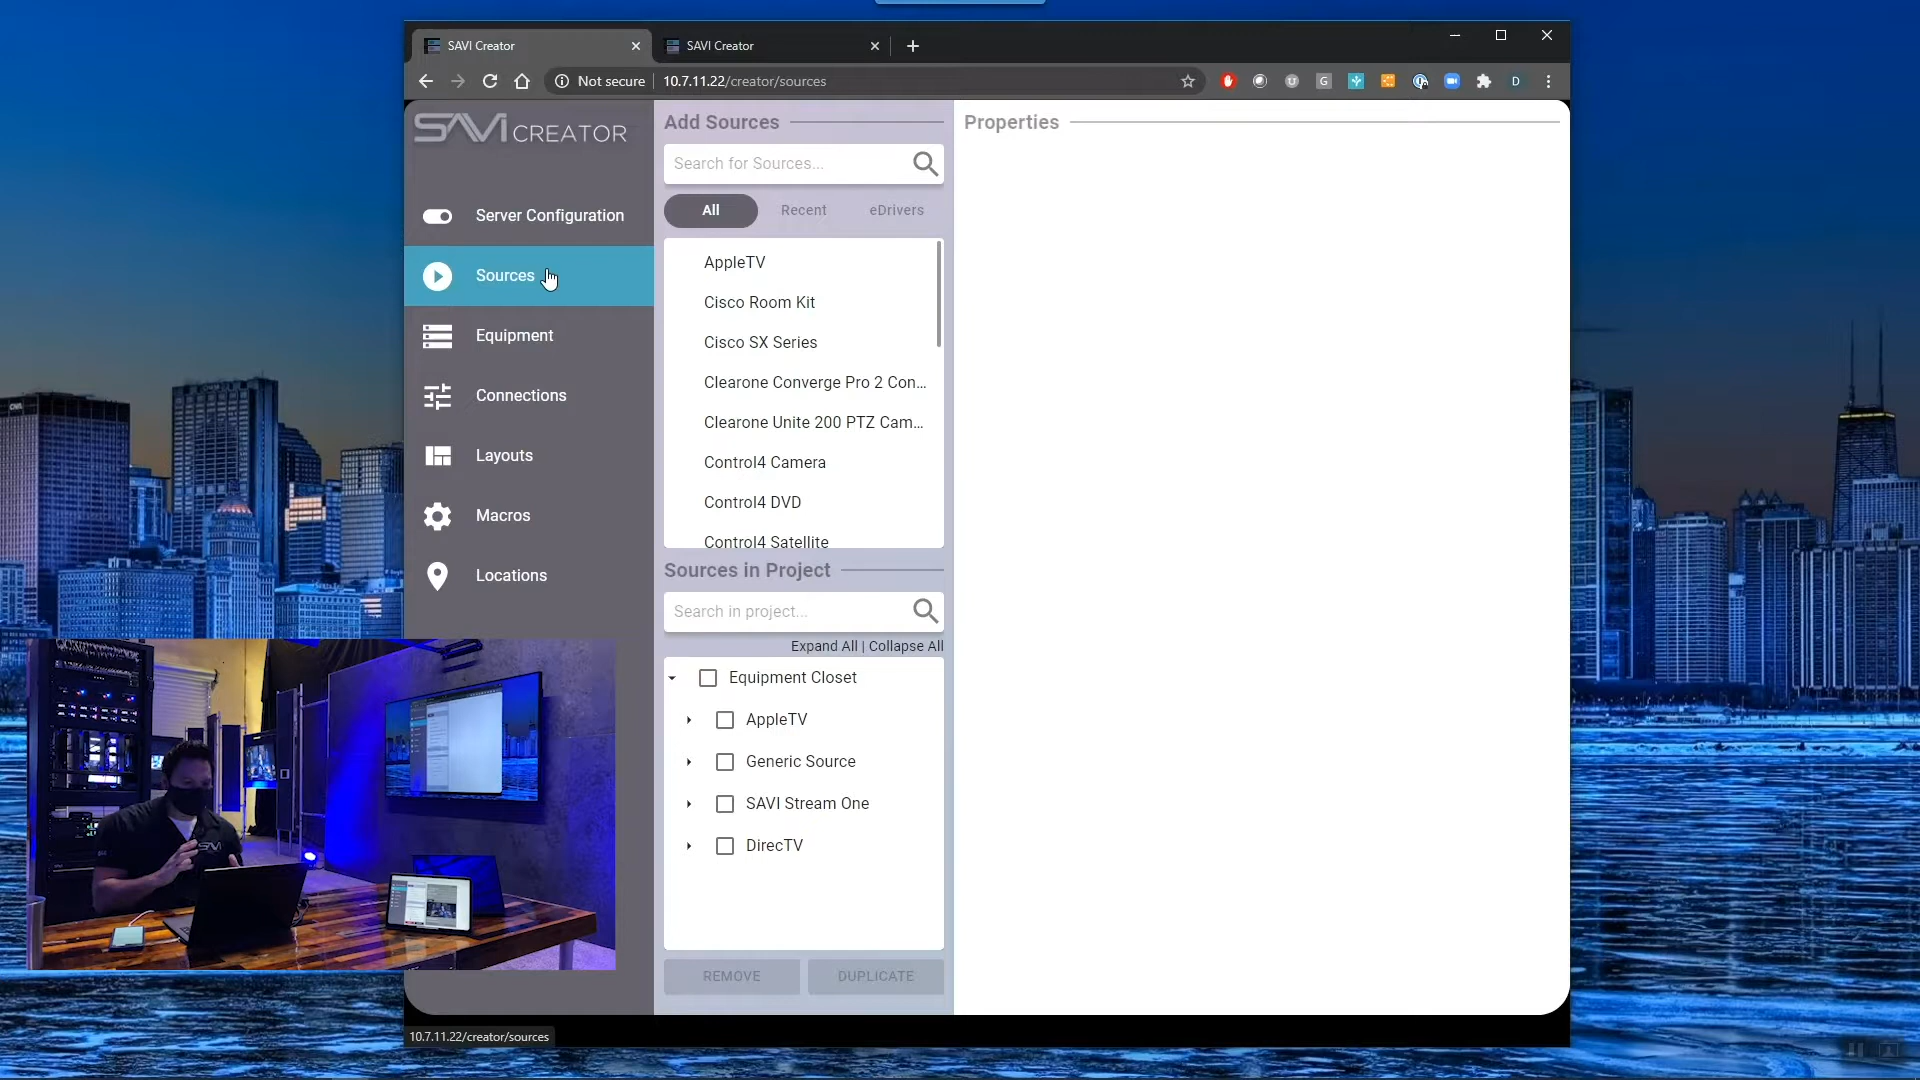 SAVI Creator
SAVI Creator
Not secure
10.7.11.22/creator/sources
SAVI CREATOR
Server Configuration
Sources
Equipment
Connections
Layouts
Macros
Locations
Add Sources
Search for Sources...
All
Recent
eDrivers
AppleTV
Cisco Room Kit
Cisco SX Series
Clearone Converge Pro 2 Con...
Clearone Unite 200 PTZ Cam...
Control4 Camera
Control4 DVD
Control4 Satellite
Sources in Project
Search in project...
Expand All | Collapse All
Equipment Closet
AppleTV
Generic Source
SAVI Stream One
DirecTV
REMOVE
DUPLICATE
Properties
10.7.11.22/creator/sources
SAVI